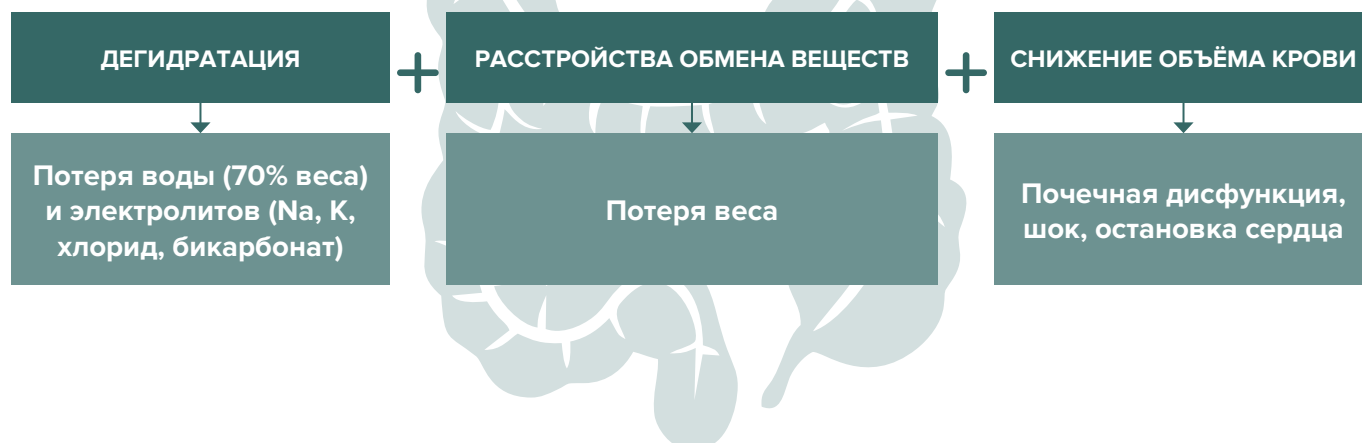 ДЕГИДРАТАЦИЯ
+
РАССТРОЙСТВА ОБМЕНА ВЕЩЕСТВ
+
СНИЖЕНИЕ ОБЪЁМА КРОВИ
Потеря воды (70% веса)
и электролитов (Na, K,
хлорид, бикарбонат)
Потеря веса
Почечная дисфункция,
шок, остановка сердца